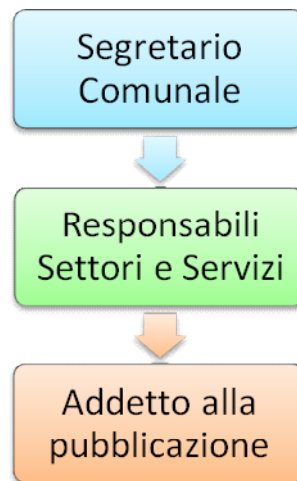 Segretario
Comunale
Responsabili
Settori e Servizi
Addetto alla
pubblicazione